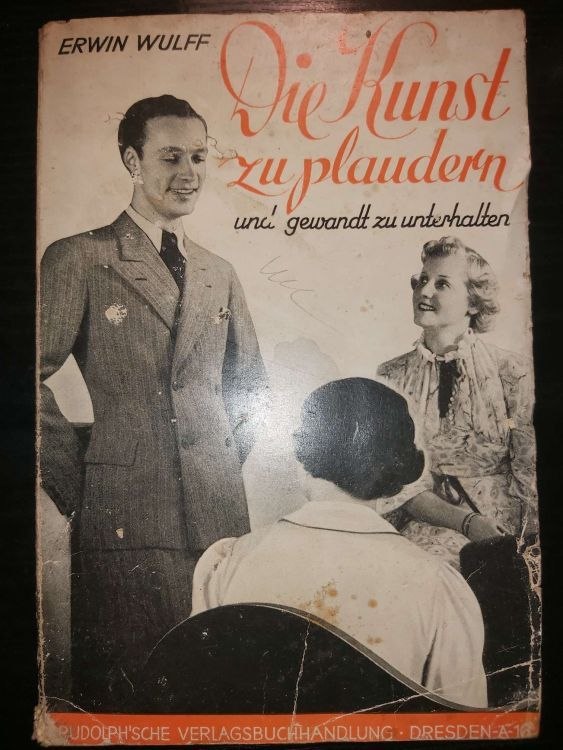 ERWIN WULFF
Die Kunst
zu plaudern
und gewandt zu unterhalten
RUDOLPH'SCHE VERLAGSBUCHHANDLUNG · DRESDEN-A-16